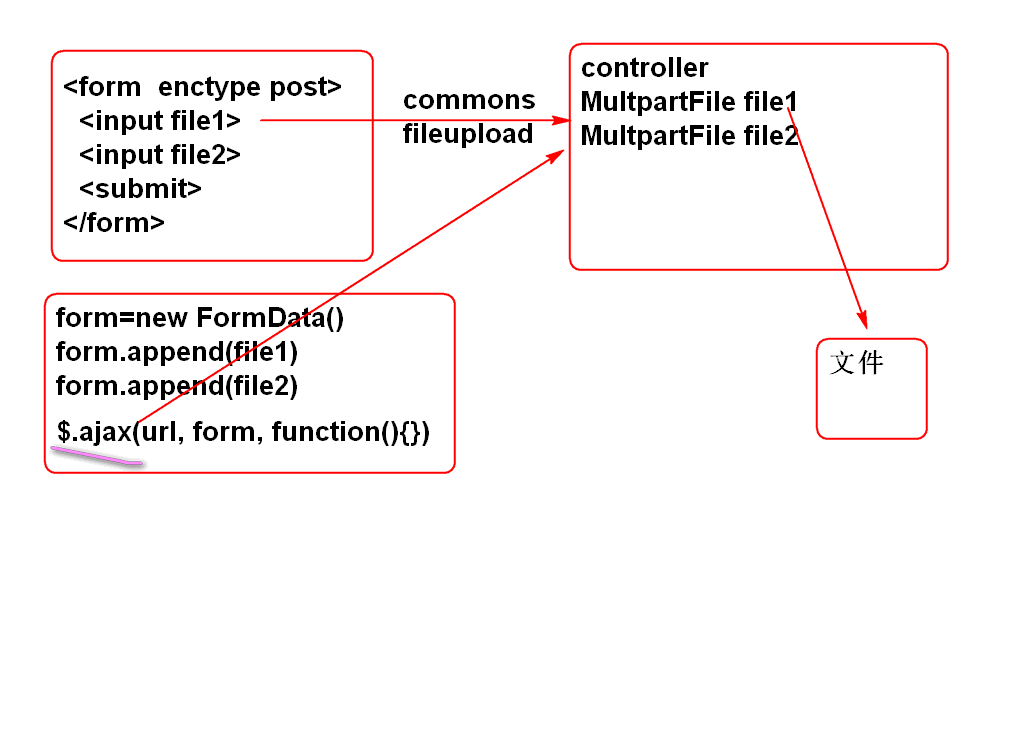 <form  enctype post>
<input file1>
<input file2>
<submit>
</form>
commons
fileupload
controller
MultpartFile file1
MultpartFile file2
form=new FormData()
form.append(file1)
form.append(file2)
$.ajax(url, form, function(){})
文件